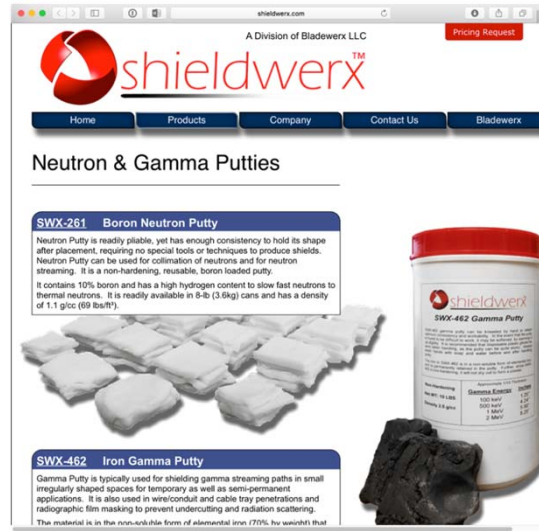 shieldwerx.com
A Division of Bladewerx LLC
Pricing Request
shieldwerx™
Home
Products
Company
Contact Us
Bladewerx
Neutron & Gamma Putties
SWX-261 Boron Neutron Putty
Neutron Putty is readily pliable, yet has enough consistency to hold its shape
after placement, requiring no special tools or techniques to produce shields.
Neutron Putty can be used for collimation of neutrons and for neutron
streaming. It is a non-hardening, reusable, boron loaded putty.
It contains 10% boron and has a high hydrogen content to slow fast neutrons to
thermal neutrons. It is readily available in 8-lb (3.6kg) cans and has a density
of 1.1 g/cc (69 lbs/ft³).
shieldwerx
SWX-462 Gamma Putty
Non-Hardening
Gamma Energy
100 keV
500 keV
1 MeV
2 MeV
SWX-462 Iron Gamma Putty
Gamma Putty is typically used for shielding gamma streaming paths in small
irregularly shaped spaces for temporary as well as semi-permanent
applications. It is also used in wire/conduit and cable tray penetrations and
radiographic film masking to prevent undercutting and radiation scattering.
The material is in the non-soluble form of elemental iron (70% by weight) that